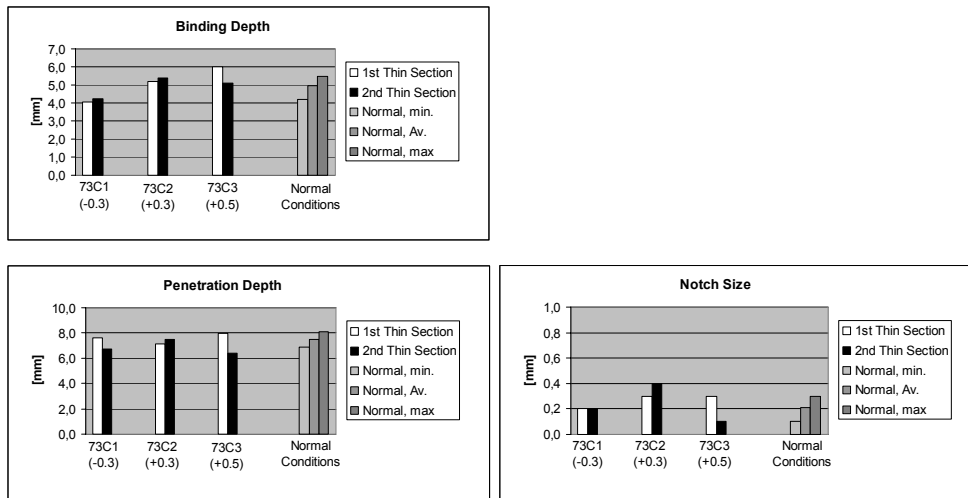 Binding Depth
7,0
6,0
5,0
4,0
3,0
2,0
1,0
0,0
[mm]
73C1
(-0.3)
73C2
(+0.3)
73C3
(+0.5)
Normal
Conditions
1st Thin Section
2nd Thin Section
Normal, min.
Normal, Av.
Normal, max
Penetration Depth
10,0
8,0
6,0
4,0
2,0
0,0
[mm]
73C1
(-0.3)
73C2
(+0.3)
73C3
(+0.5)
Normal
Conditions
1st Thin Section
2nd Thin Section
Normal, min.
Normal, Av.
Normal, max
Notch Size
1,0
0,8
0,6
0,4
0,2
0,0
[mm]
73C1
(-0.3)
73C2
(+0.3)
73C3
(+0.5)
Normal
Conditions
1st Thin Section
2nd Thin Section
Normal, min.
Normal, Av.
Normal, max